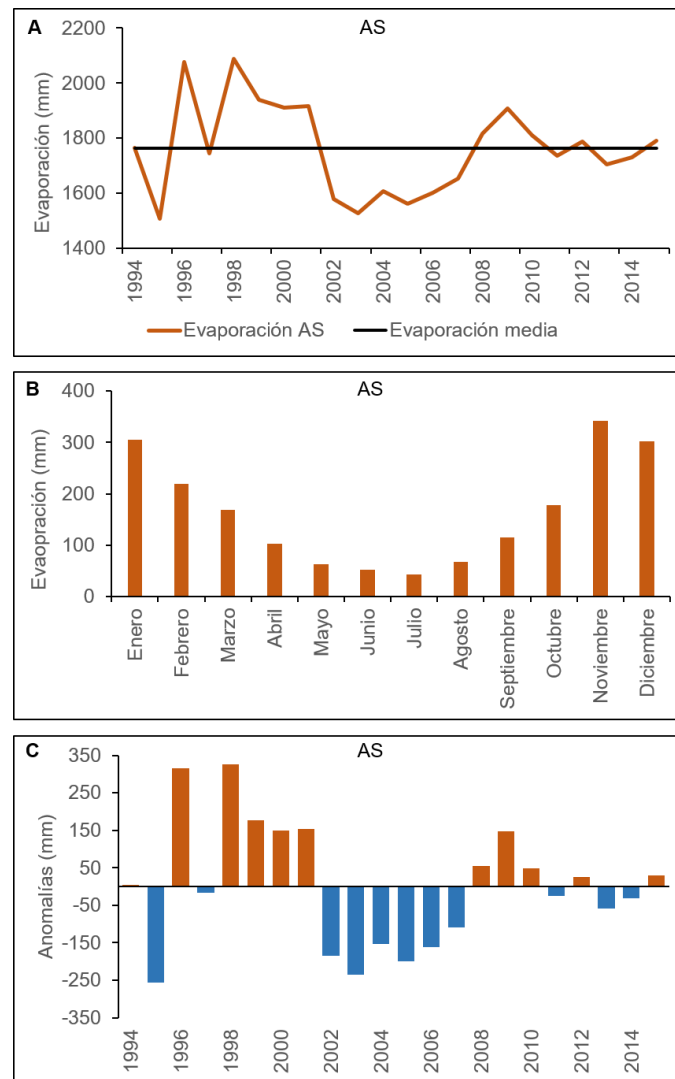 A
AS
Evaporación (mm)
2200
2000
1800
1600
1400
1994
1996
1998
2000
2002
2004
2006
2008
2010
2012
2014
Evaporación AS
Evaporación media
B
AS
Evaopración (mm)
400
300
200
100
0
Enero
Febrero
Marzo
Abril
Mayo
Junio
Julio
Agosto
Septiembre
Octubre
Noviembre
Diciembre
C
AS
Anomalías (mm)
350
250
150
50
-50
-150
-250
-350
1994
1996
1998
2000
2002
2004
2006
2008
2010
2012
2014